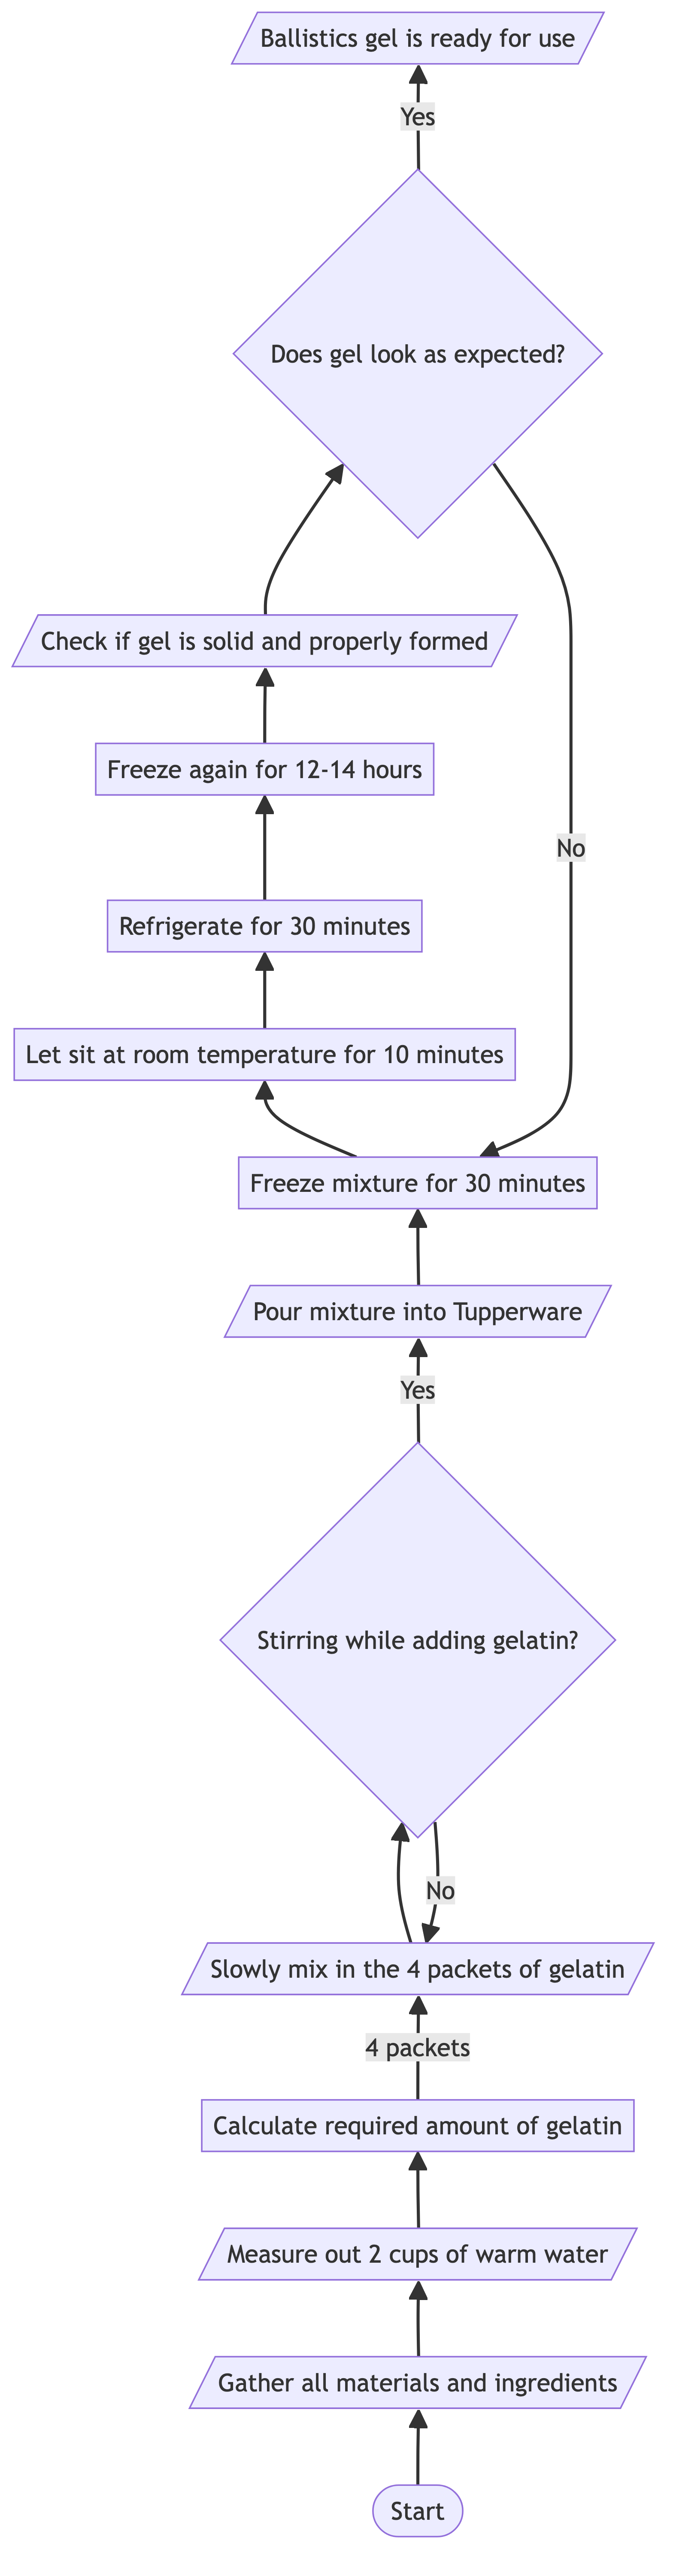 Ballistics gel is ready for use
Yes
Does gel look as expected?
Check if gel is solid and properly formed
Freeze again for 12-14 hours
No
Refrigerate for 30 minutes
Let sit at room temperature for 10 minutes
Freeze mixture for 30 minutes
Pour mixture into Tupperware
Yes
Stirring while adding gelatin?
No
Slowly mix in the 4 packets of gelatin
4 packets
Calculate required amount of gelatin
Measure out 2 cups of warm water
Gather all materials and ingredients
Start